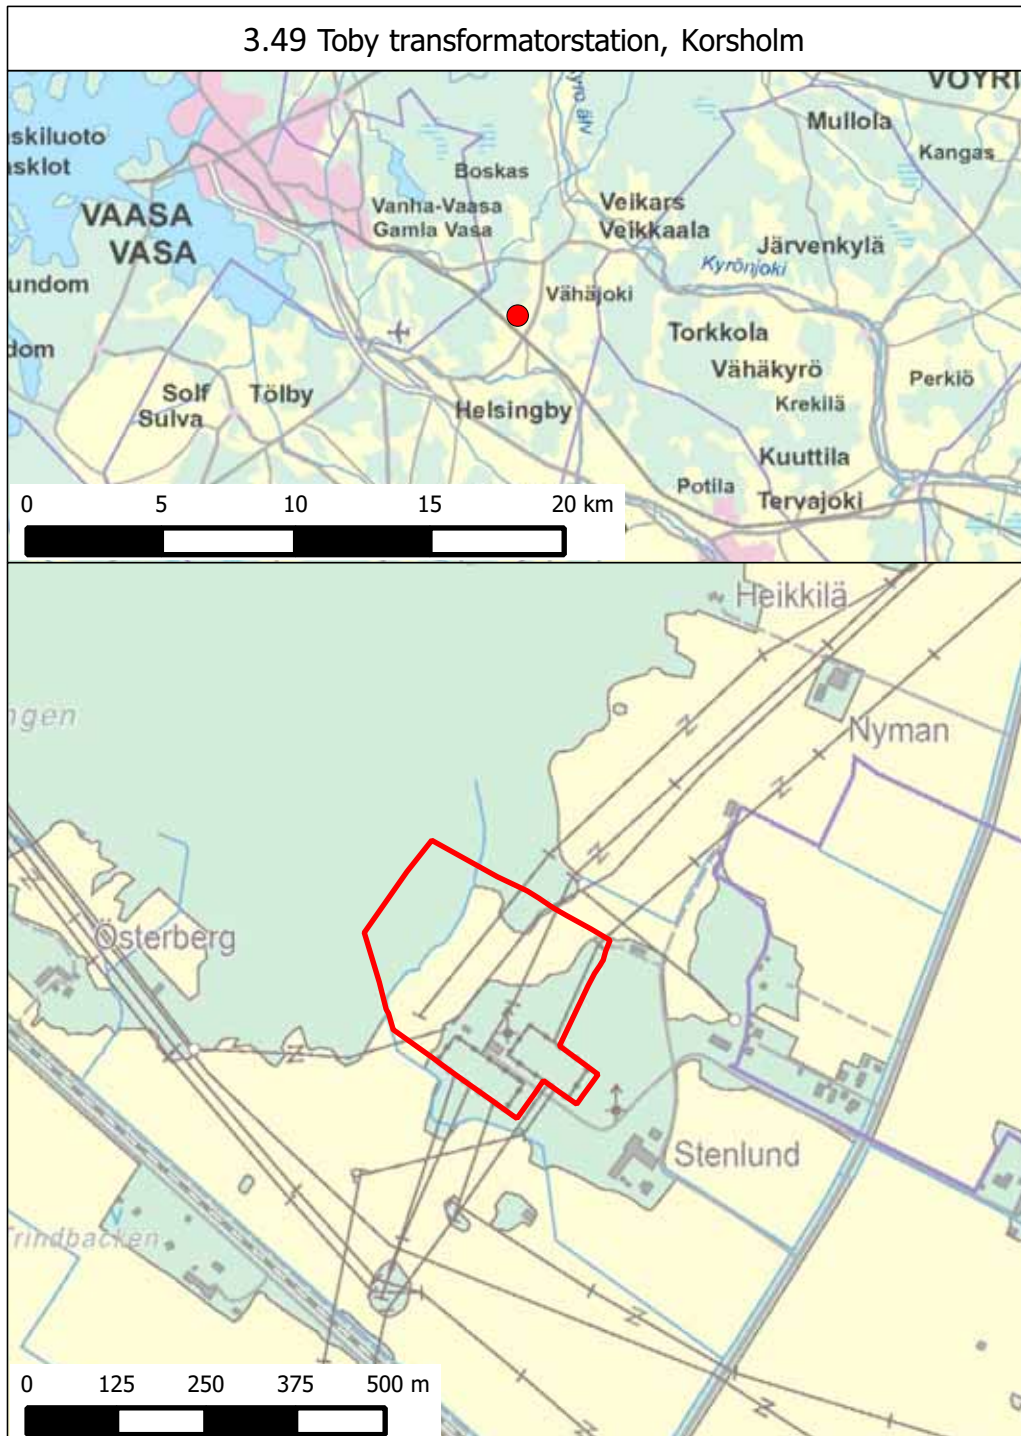 3.49 Toby transformatorstation, Korsholm
VÖYRI
skiluoto
Mullola
Kangas
sklot
Boskas
Vanha-Vaasa
Gamla Vasa
Veikars
Veikkaala
VAASA
VASA
Järvenkylä
Kyrönjoki
undom
Vähäjoki
Torkkola
dom
Vähäkyrö
Perkiö
Solf
Sulva
Tölby
Helsingby
Krekilä
Kuuttila
Potila
Tervajoki
0 5 10 15 20 km
Heikkilä
ngen
Nyman
Österberg
Stenlund
Trindbacken
0 125 250 375 500 m